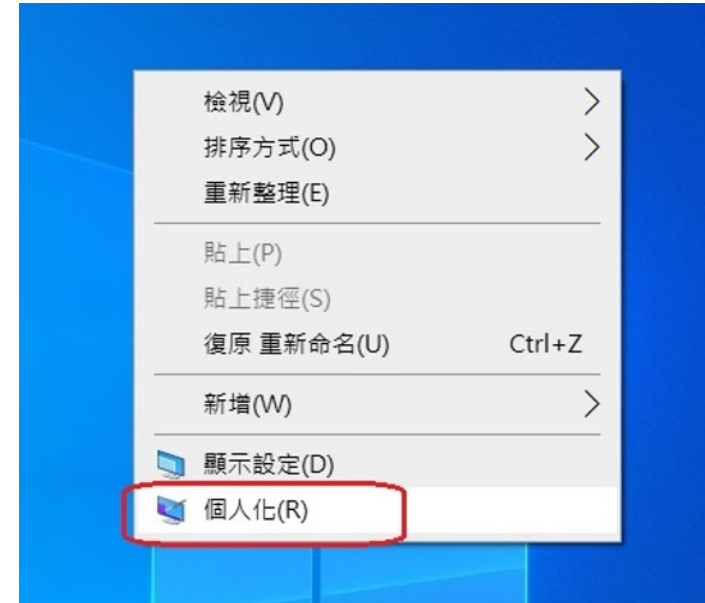 檢視(V)
排序方式(O)
重新整理(E)
貼上(P)
貼上捷徑(S)
復原 重新命名(U) Ctrl+Z
新增(W)
顯示設定(D)
個人化(R)